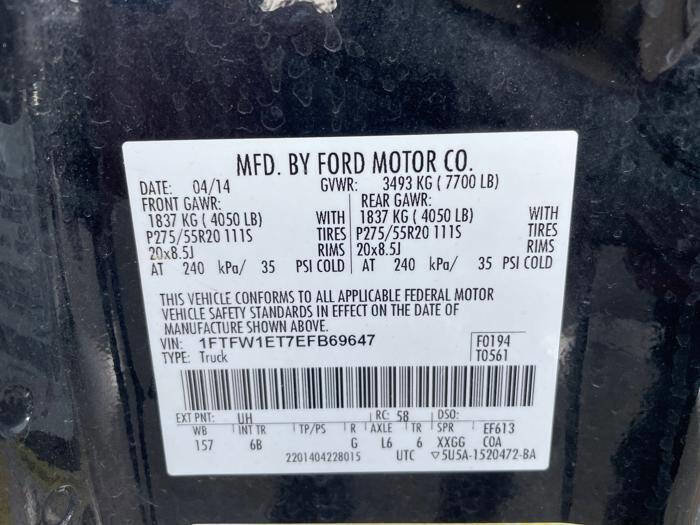 MFD. BY FORD MOTOR CO.
DATE: 04/14 GVWR: 3493 KG ( 7700 LB)
FRONT GAWR: REAR GAWR:
1837 KG ( 4050 LB) WITH 1837 KG ( 4050 LB) WITH
P275/55R20 111S TIRES P275/55R20 111S TIRES
20x8.5J RIMS 20x8.5J RIMS
AT 240 kPa/ 35 PSI COLD AT 240 kPa/ 35 PSI COLD
THIS VEHICLE CONFORMS TO ALL APPLICABLE FEDERAL MOTOR
VEHICLE SAFETY STANDARDS IN EFFECT ON THE DATE OF
MANUFACTURE SHOWN ABOVE.
VIN: 1FTFW1ET7EFB69647 F0194
TYPE: Truck T0561
EXT PNT: UH RC: 58 DSO:
WB INT TR TP/PS R AXLE TR SPR EF613
157 6B G L6 6 XXGG COA
2201404228015 UTC ▽5U5A-1520472-BA